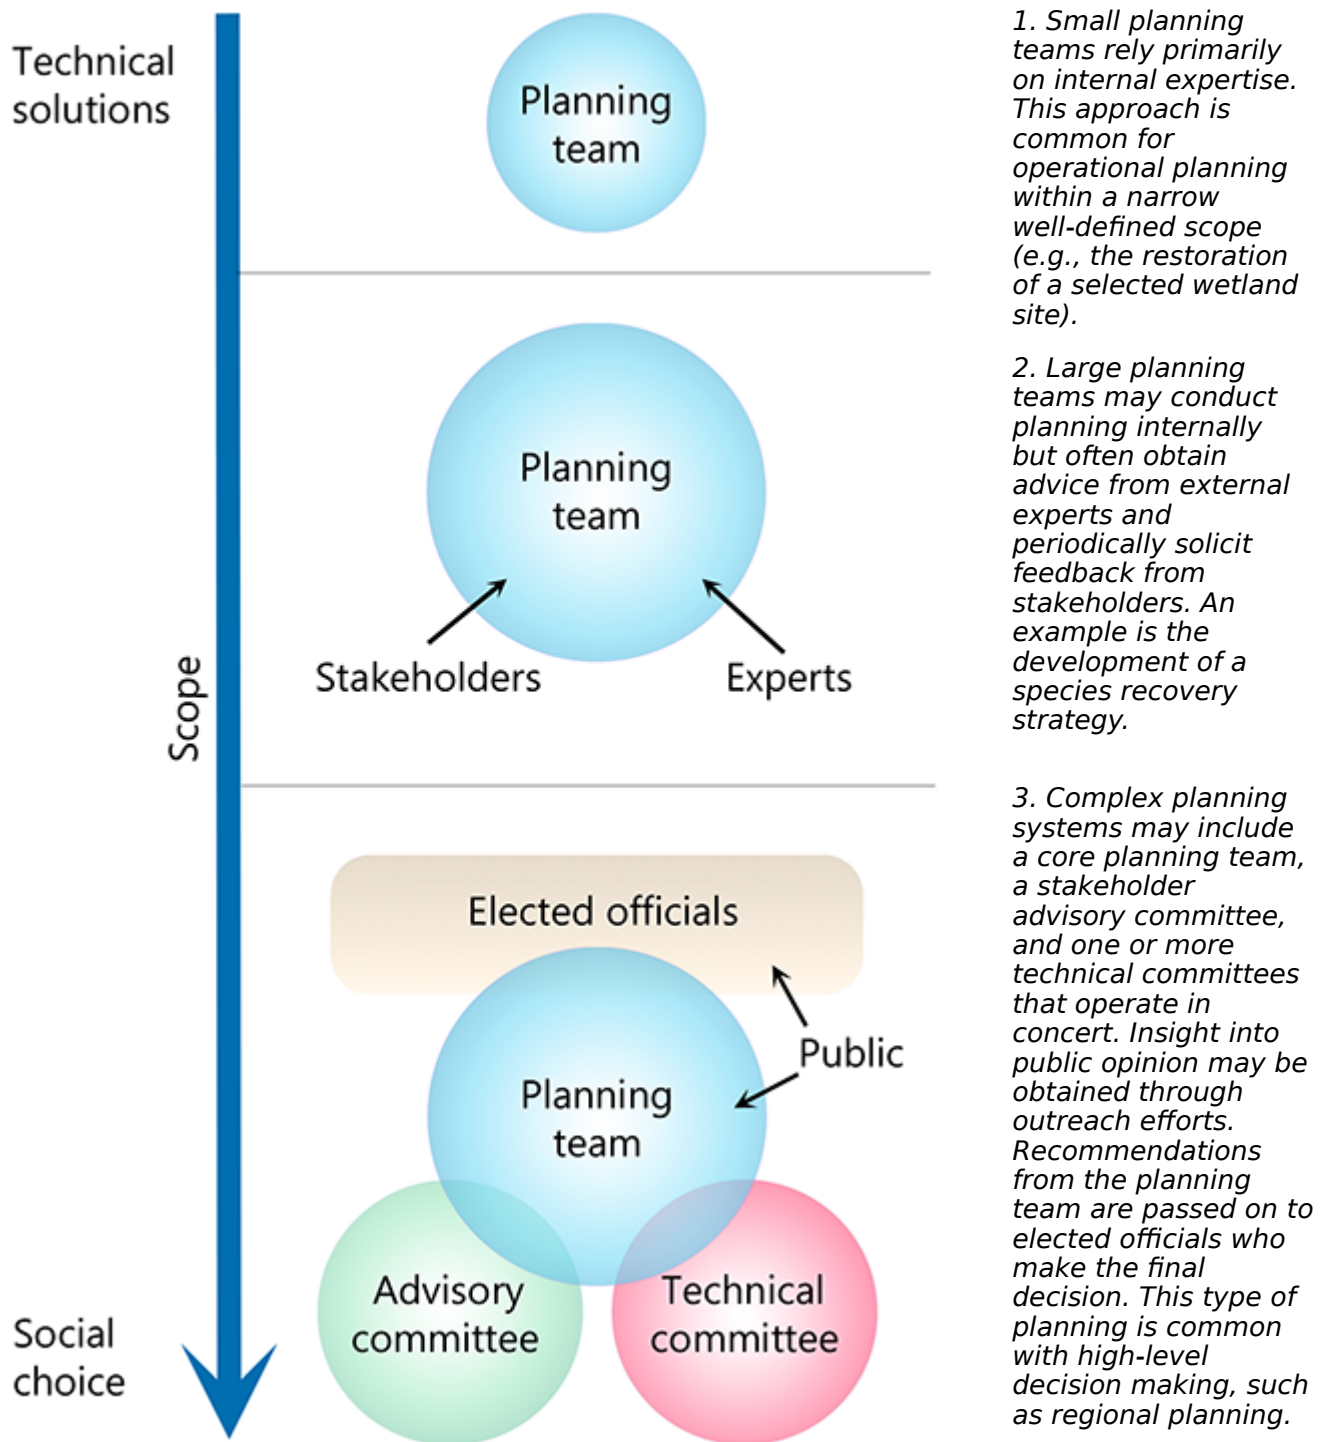 Technical
solutions
Planning
team
1. Small planning
teams rely primarily
on internal expertise.
This approach is
common for
operational planning
within a narrow
well-defined scope
(e.g., the restoration
of a selected wetland
site).
Scope
Planning
team
Stakeholders
Experts
2. Large planning
teams may conduct
planning internally
but often obtain
advice from external
experts and
periodically solicit
feedback from
stakeholders. An
example is the
development of a
species recovery
strategy.
Elected officials
Public
Planning
team
Advisory
committee
Technical
committee
3. Complex planning
systems may include
a core planning team,
a stakeholder
advisory committee,
and one or more
technical committees
that operate in
concert. Insight into
public opinion may be
obtained through
outreach efforts.
Recommendations
from the planning
team are passed on to
elected officials who
make the final
decision. This type of
planning is common
with high-level
decision making, such
as regional planning.
Social
choice